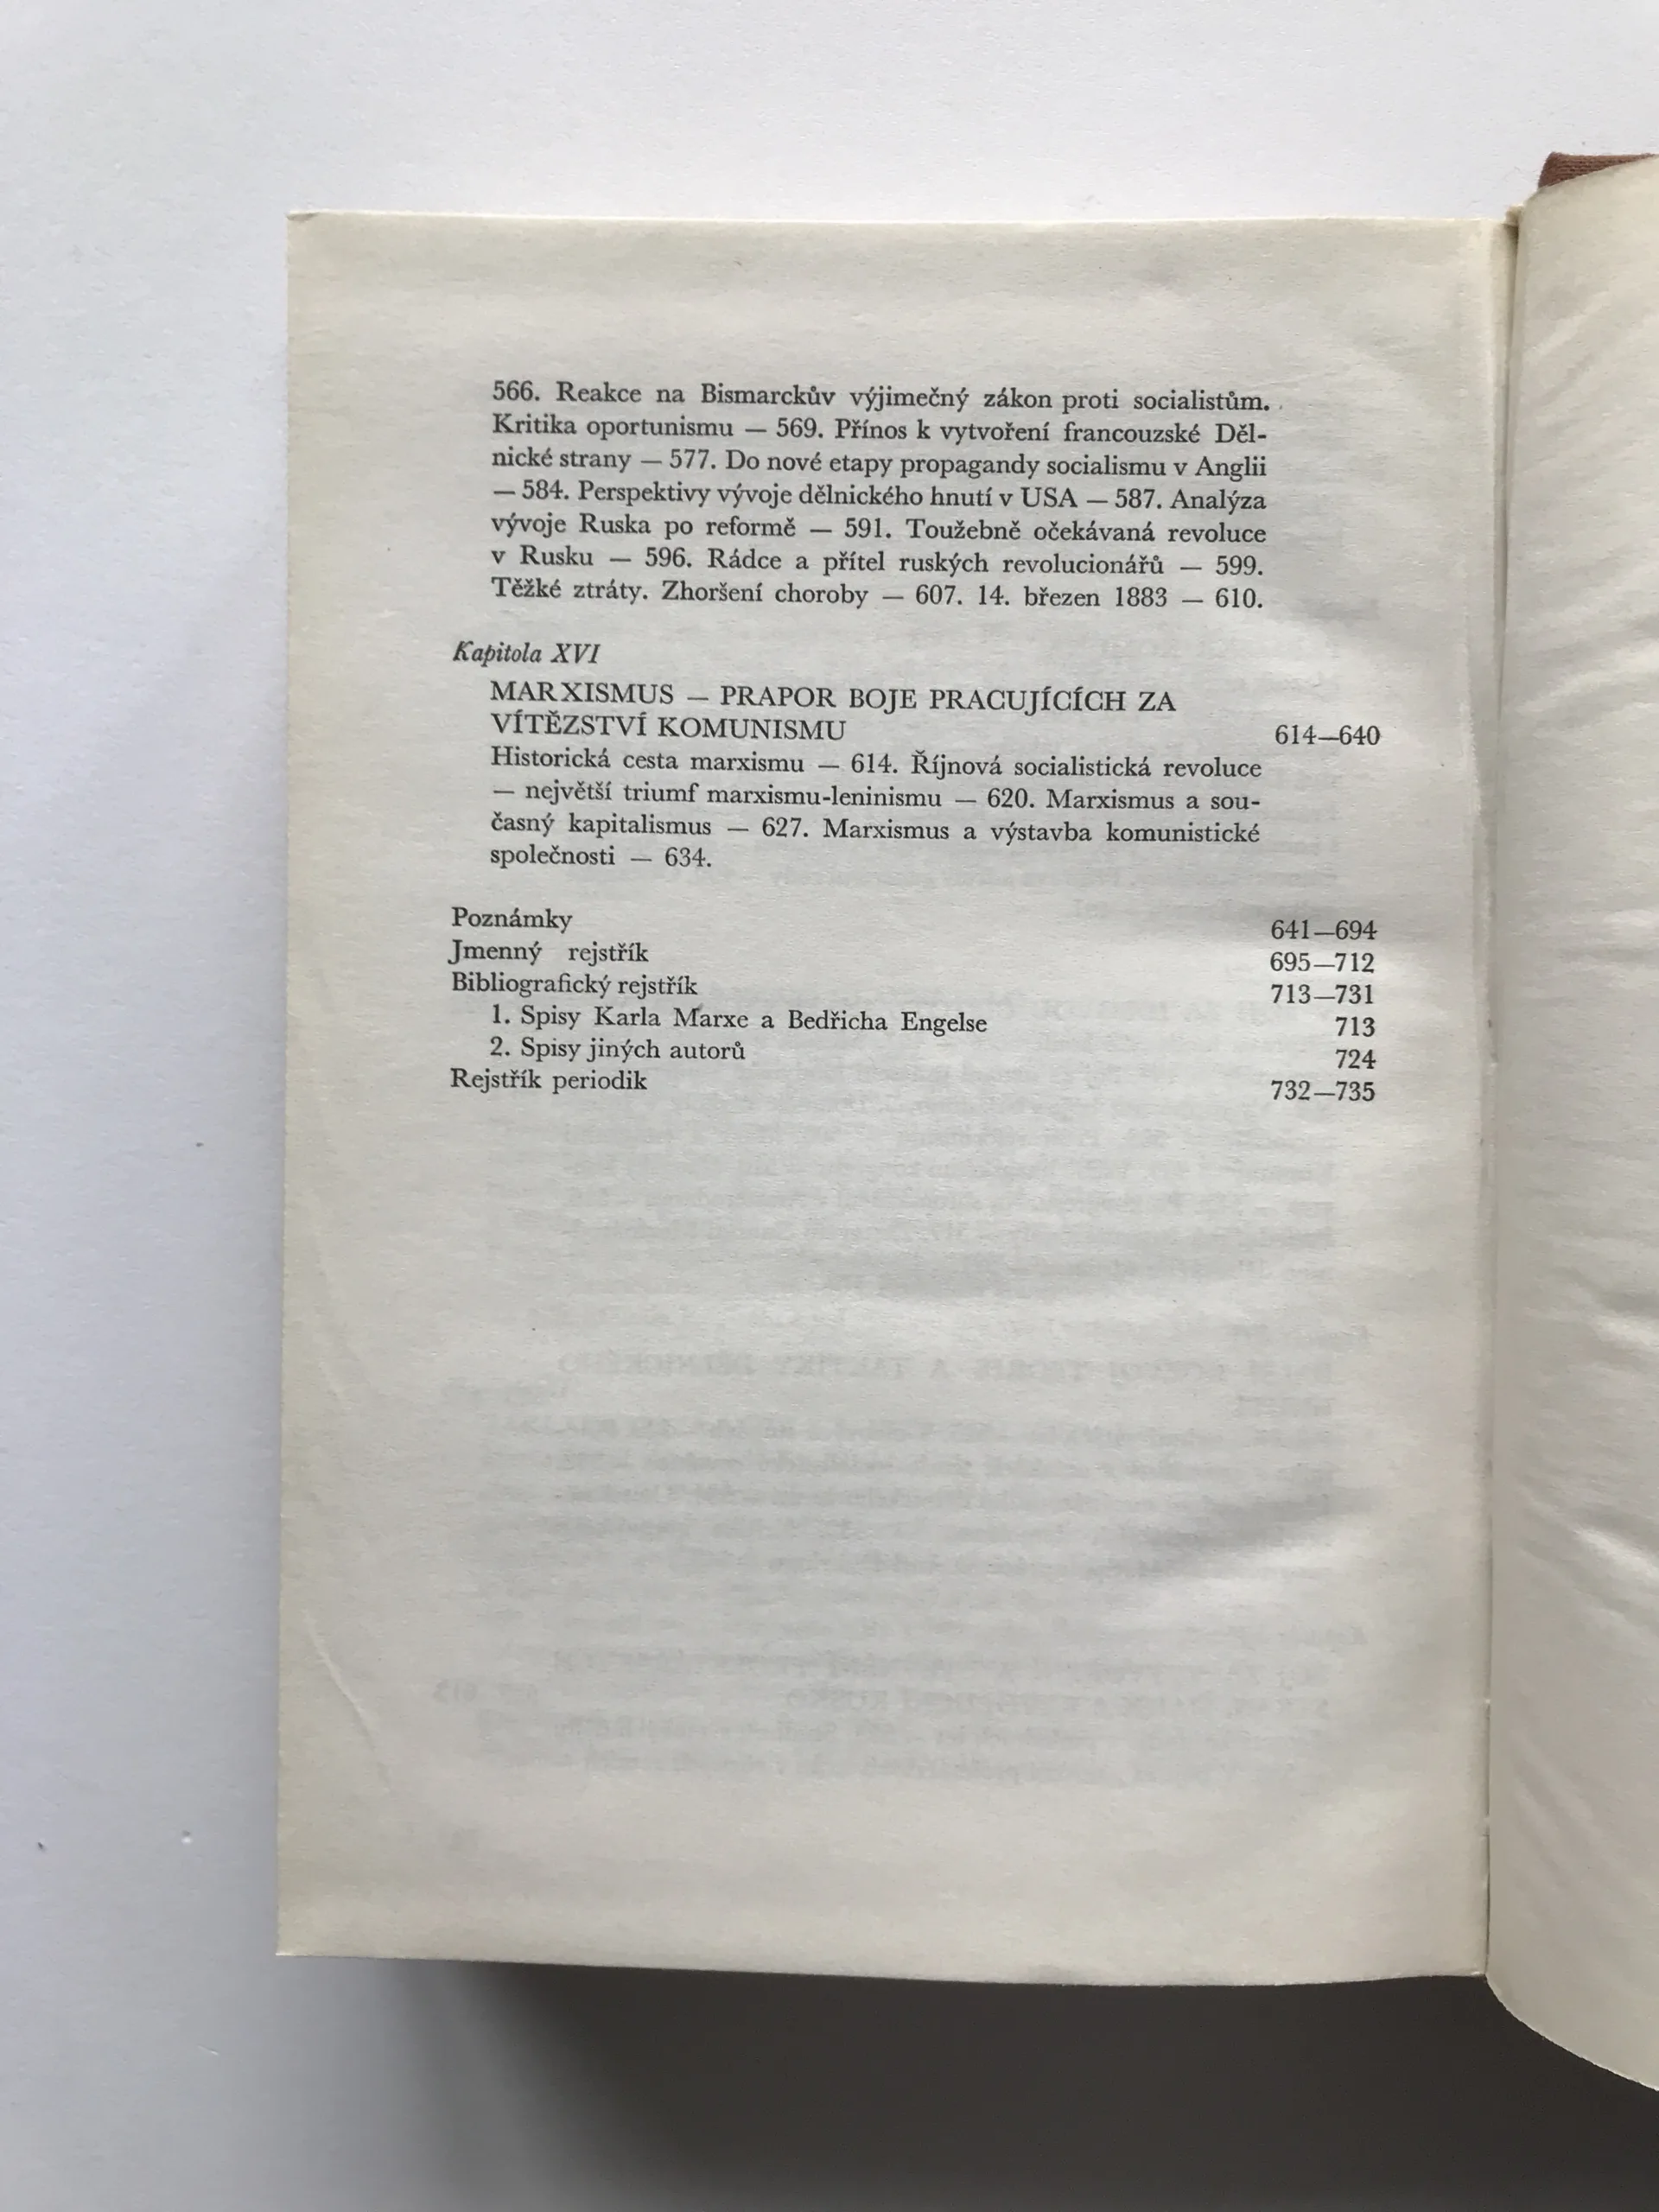 566. Reakce na Bismarckův výjimečný zákon proti socialistům.
Kritika oportunismu — 569. Přínos k vytvoření francouzské Děl-
nické strany — 577. Do nové etapy propagandy socialismu v Anglii
— 584. Perspektivy vývoje dělnického hnutí v USA — 587. Analýza
vývoje Ruska po reformě — 591. Toužebně očekávaná revoluce
v Rusku — 596. Rádce a přítel ruských revolucionářů — 599.
Těžké ztráty. Zhoršení choroby — 607. 14. březen 1883 — 610.
Kapitola XVI
MARXISMUS — PRAPOR BOJE PRACUJÍCÍCH ZA
VÍTĚZSTVÍ KOMUNISMU 614—640
Historická cesta marxismu — 614. Říjnová socialistická revoluce
— největší triumf marxismu-leninismu — 620. Marxismus a sou-
časný kapitalismus — 627. Marxismus a výstavba komunistické
společnosti — 634.
Poznámky 641—694
Jmenný rejstřík 695—712
Bibliografický rejstřík 713—731
1. Spisy Karla Marxe a Bedřicha Engelse 713
2. Spisy jiných autorů 724
Rejstřík periodik 732—735